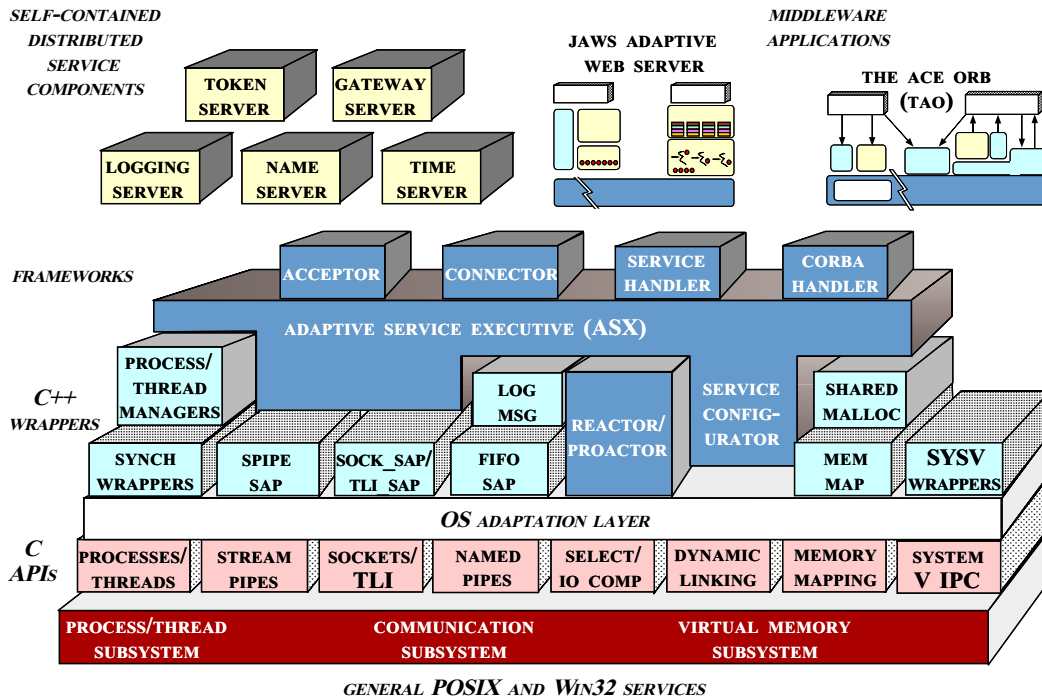 SELF-CONTAINED
DISTRIBUTED
SERVICE
COMPONENTS
TOKEN
SERVER
GATEWAY
SERVER
LOGGING
SERVER
NAME
SERVER
TIME
SERVER
JAWS ADAPTIVE
WEB SERVER
MIDDLEWARE
APPLICATIONS
THE ACE ORB
(TAO)
FRAMEWORKS
ACCEPTOR
CONNECTOR
SERVICE
HANDLER
CORBA
HANDLER
ADAPTIVE SERVICE EXECUTIVE (ASX)
C++
WRAPPERS
PROCESS/
THREAD
MANAGERS
LOG
MSG
REACTOR/
PROACTOR
SERVICE
CONFIG-
URATOR
SHARED
MALLOC
SYNCH
WRAPPERS
SPIPE
SAP
SOCK_SAP/
TLI_SAP
FIFO
SAP
MEM
MAP
SYSV
WRAPPERS
OS ADAPTATION LAYER
C
APIS
PROCESSES/
THREADS
STREAM
PIPES
SOCKETS/
TLI
NAMED
PIPES
SELECT/
IO COMP
DYNAMIC
LINKING
MEMORY
MAPPING
SYSTEM
V IPC
PROCESS/THREAD
SUBSYSTEM
COMMUNICATION
SUBSYSTEM
VIRTUAL MEMORY
SUBSYSTEM
GENERAL POSIX AND WIN32 SERVICES